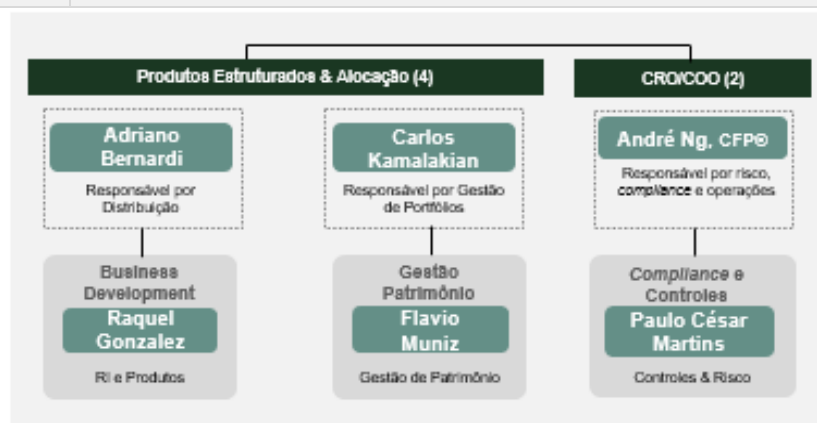 Produtos Estruturados & Alocação (4)
CRO/COO (2)
Adriano
Bernardi
Responsável por
Distribuição
Carlos
Kamalakian
Responsável por Gestão
de Portfólios
André Ng, CFP®
Responsável por risco,
compliance e operações
Business
Development
Raquel
Gonzalez
RI e Produtos
Gestão
Patrimônio
Flavio
Muniz
Gestão de Patrimônio
Compliance e
Controles
Paulo César
Martins
Controles & Risco